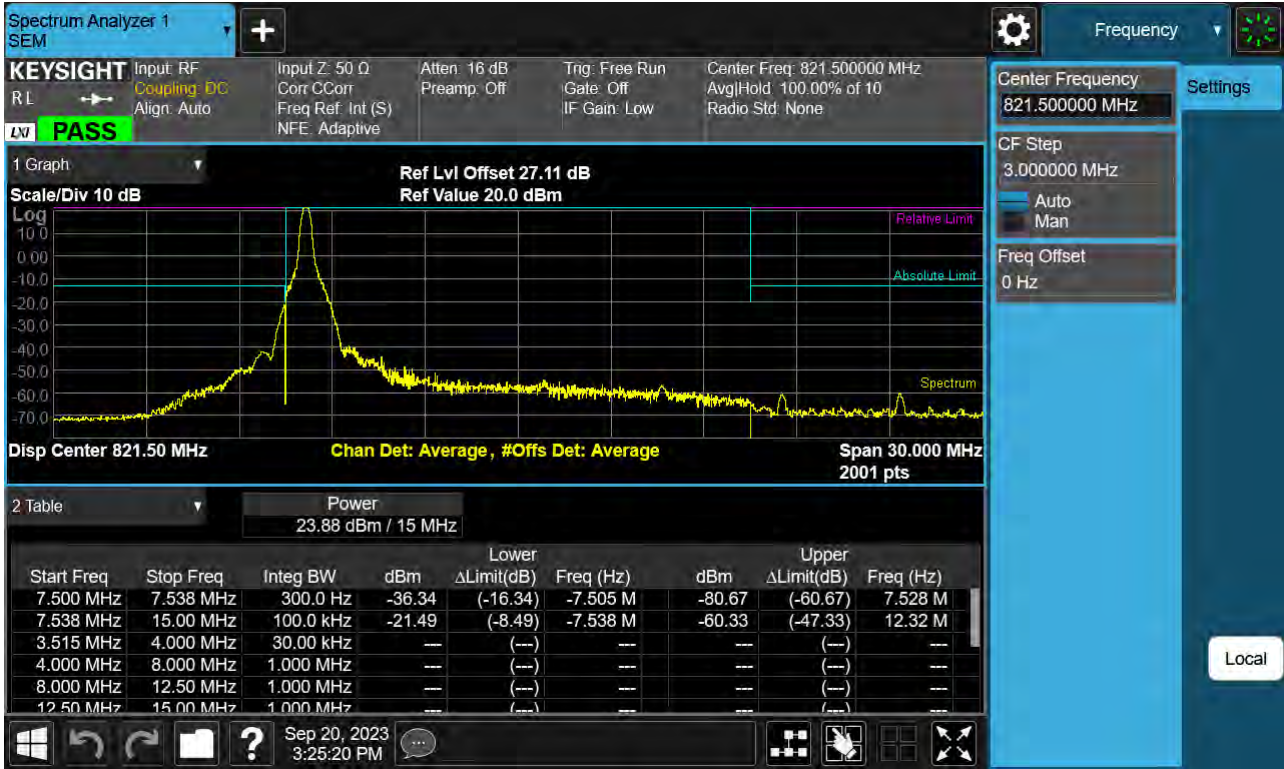 Spectrum Analyzer 1
SEM
Frequency
KEYSIGHT
R L
LXI
PASS
Input: RF
Coupling: DC
Align: Auto
Input Z: 50 Ω
Corr CCorr
Freq Ref: Int (S)
NFE: Adaptive
Atten: 16 dB
Preamp: Off
Trig: Free Run
Gate: Off
IF Gain: Low
Center Freq: 821.500000 MHz
Avg|Hold: 100.00% of 10
Radio Std: None
Center Frequency
821.500000 MHz
Settings
CF Step
3.000000 MHz
Auto
Man
Freq Offset
0 Hz
Local
1 Graph
Scale/Div 10 dB
Ref Lvl Offset 27.11 dB
Ref Value 20.0 dBm
Log
10.0
0.00
-10.0
-20.0
-30.0
-40.0
-50.0
-60.0
-70.0
Relative Limit
Absolute Limit
Spectrum
Disp Center 821.50 MHz
Chan Det: Average, #Offs Det: Average
Span 30.000 MHz
2001 pts
2 Table
Power
23.88 dBm / 15 MHz
Lower Upper
Start Freq Stop Freq Integ BW dBm ΔLimit(dB) Freq (Hz) dBm ΔLimit(dB) Freq (Hz)
7.500 MHz 7.538 MHz 300.0 Hz -36.34 (-16.34) -7.505 M -80.67 (-60.67) 7.528 M
7.538 MHz 15.00 MHz 100.0 kHz -21.49 (-8.49) -7.538 M -60.33 (-47.33) 12.32 M
3.515 MHz 4.000 MHz 30.00 kHz --- (---) --- --- (---) ---
4.000 MHz 8.000 MHz 1.000 MHz --- (---) --- --- (---) ---
8.000 MHz 12.50 MHz 1.000 MHz --- (---) --- --- (---) ---
12.50 MHz 15.00 MHz 1.000 MHz --- (---) --- --- (---) ---
Sep 20, 2023
3:25:20 PM